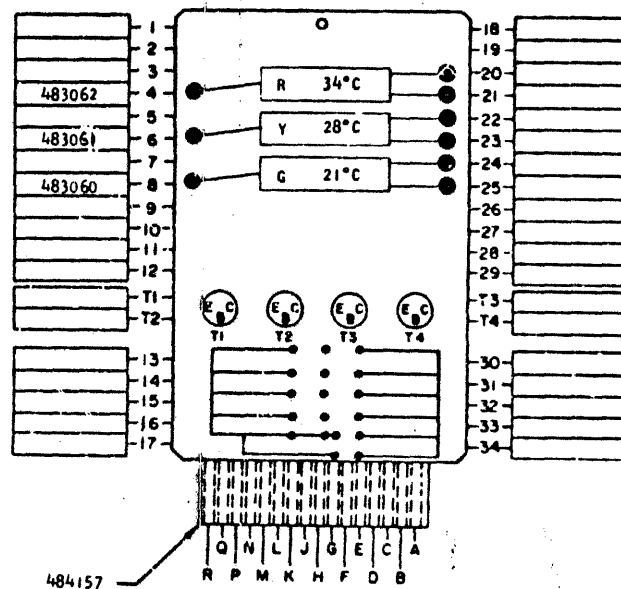 1 18
2 19
3 20
483062 4 R 34°C 21
5 22
483061 6 Y 28°C 23
7 24
483060 8 G 21°C 25
9 26
10 27
11 28
12 29
T1 E B C E B C E B C E B C T3
T2 T1 T2 T3 T4 T4
13 30
14 31
15 32
16 33
17 34
Q N L J G E C A
R P M K H F D B
484157